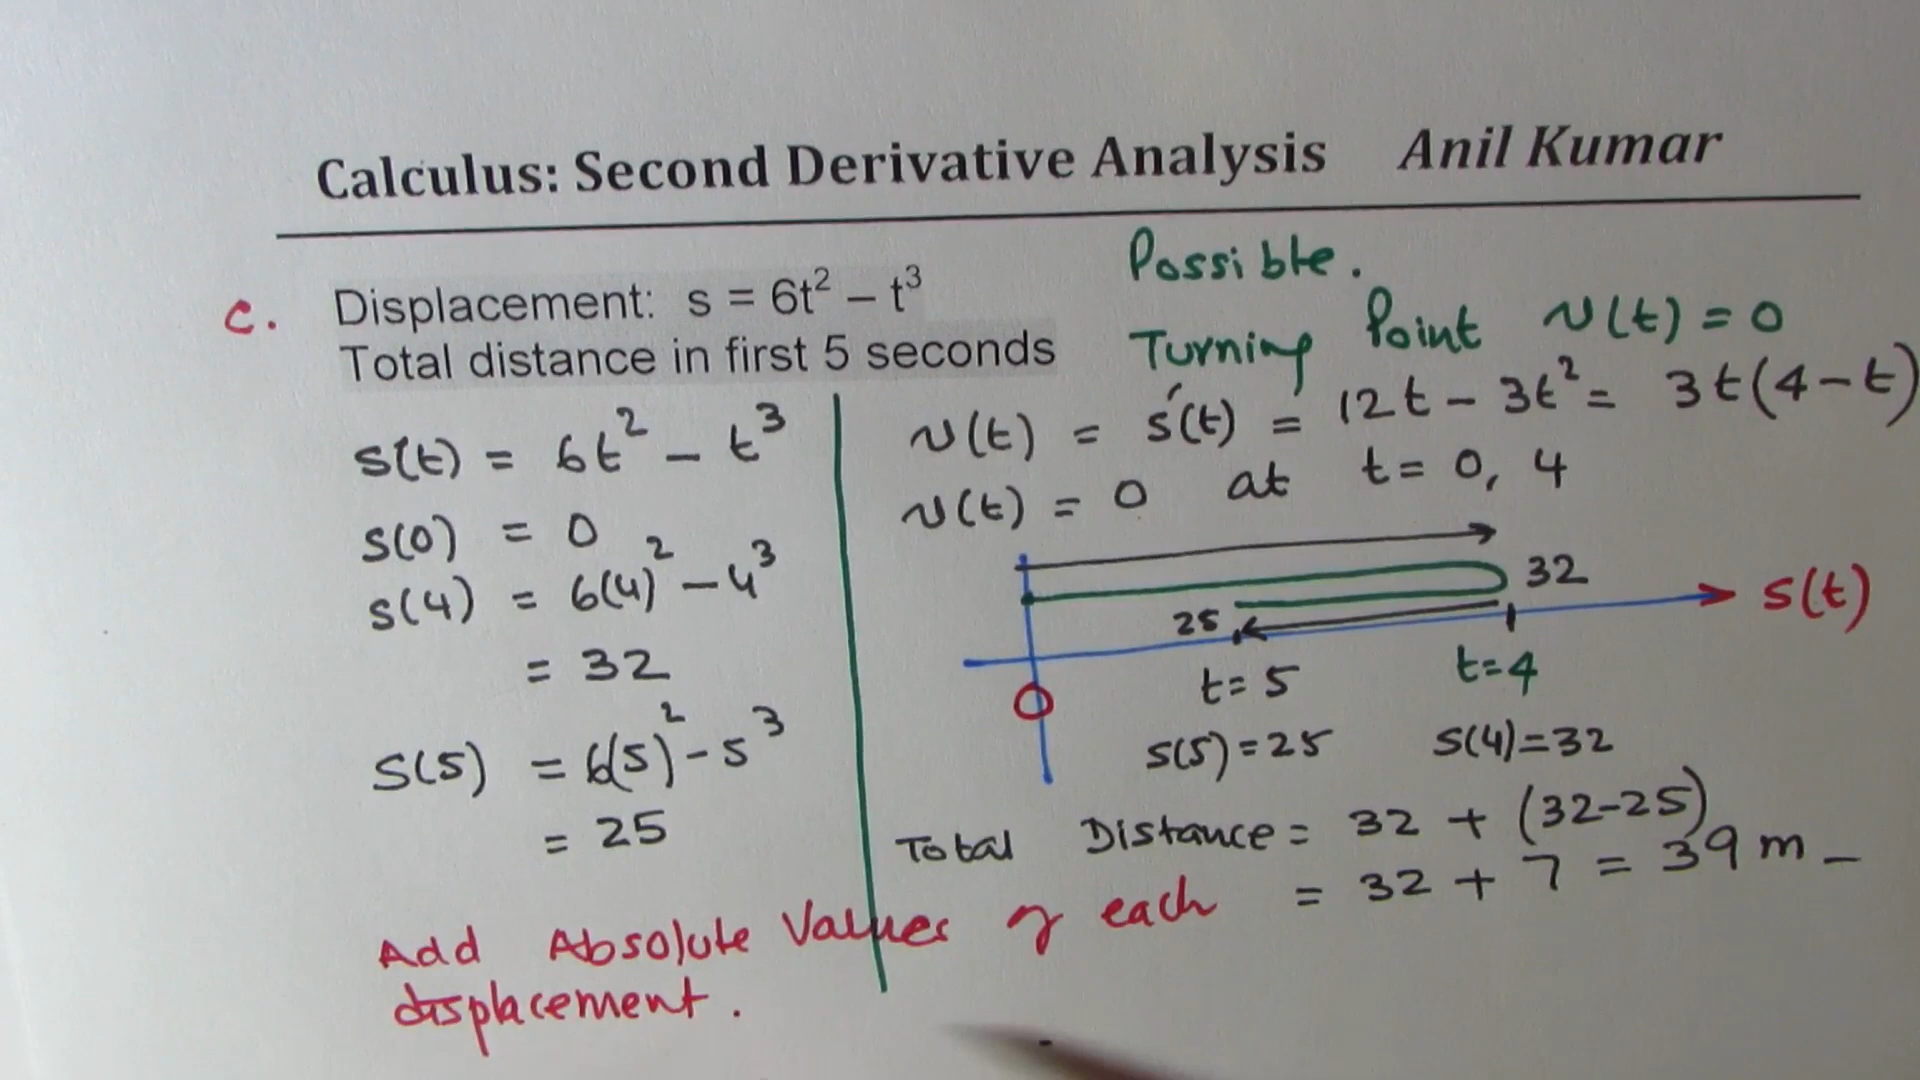 Calculus: Second Derivative Analysis Anil Kumar
c. Displacement: s = 6t² – t³
Total distance in first 5 seconds
s(t) = 6t² – t³
s(0) = 0
s(4) = 6(4)² – 4³
= 32
s(5) = 6(5)² – 5³
= 25
Possible.
Turning Point v(t) = 0
v(t) = s'(t) = 12t – 3t² = 3t(4–t)
v(t) = 0 at t = 0, 4
32
s(t)
25
t=5 t=4
0
s(5)=25 s(4)=32
Total Distance = 32 + (32–25)
= 32 + 7 = 39 m
Add Absolute Values of each
displacement.